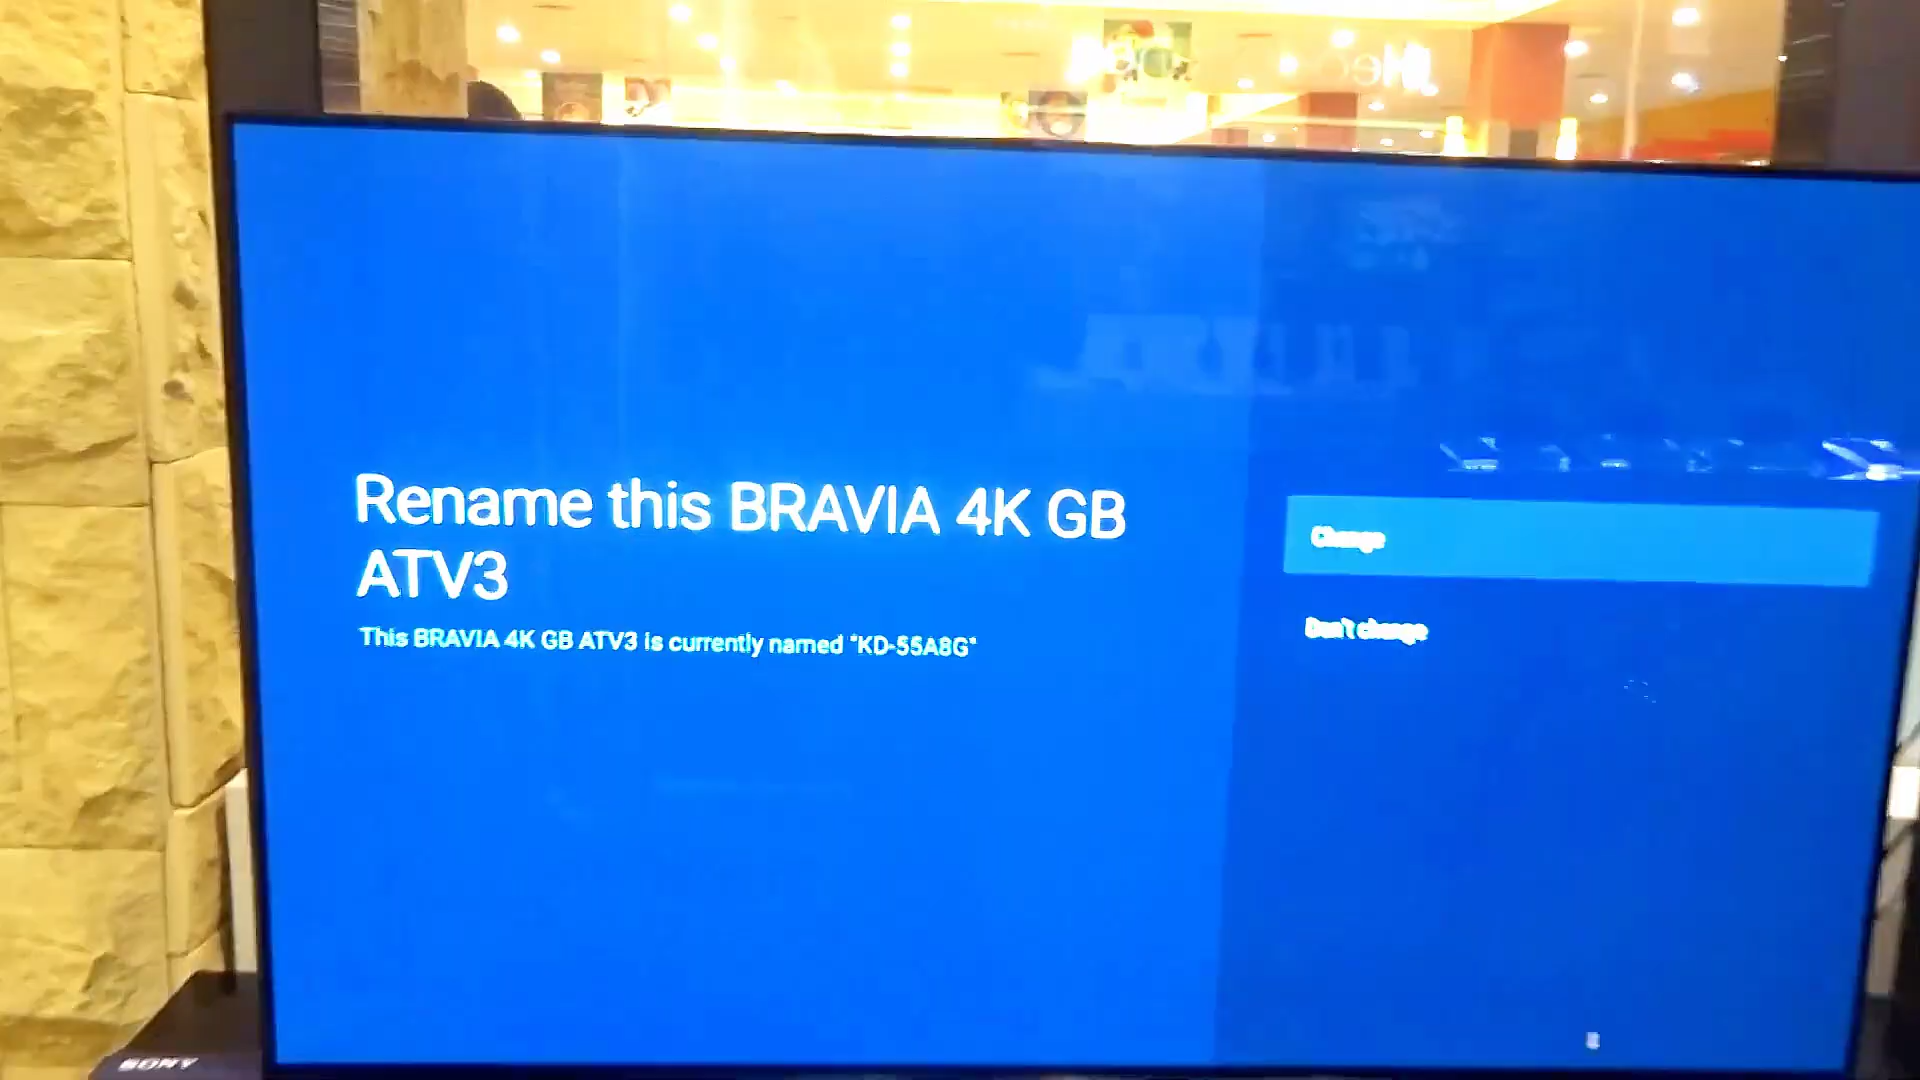 Rename this BRAVIA 4K GB
ATV3
This BRAVIA 4K GB ATV3 is currently named "KD-55A8G"
Change
Don't change
SONY